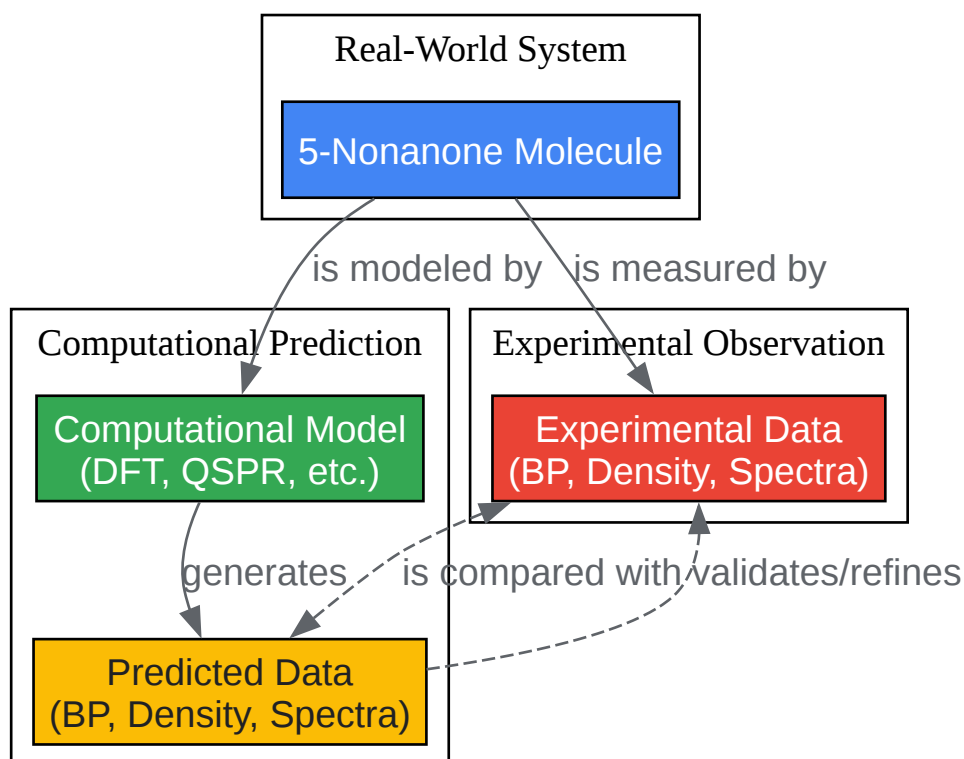 Real-World System
5-Nonanone Molecule
is modeled by
is measured by
Computational Prediction
Experimental Observation
Computational Model
(DFT, QSPR, etc.)
Experimental Data
(BP, Density, Spectra)
generates
is compared with
validates/refines
Predicted Data
(BP, Density, Spectra)